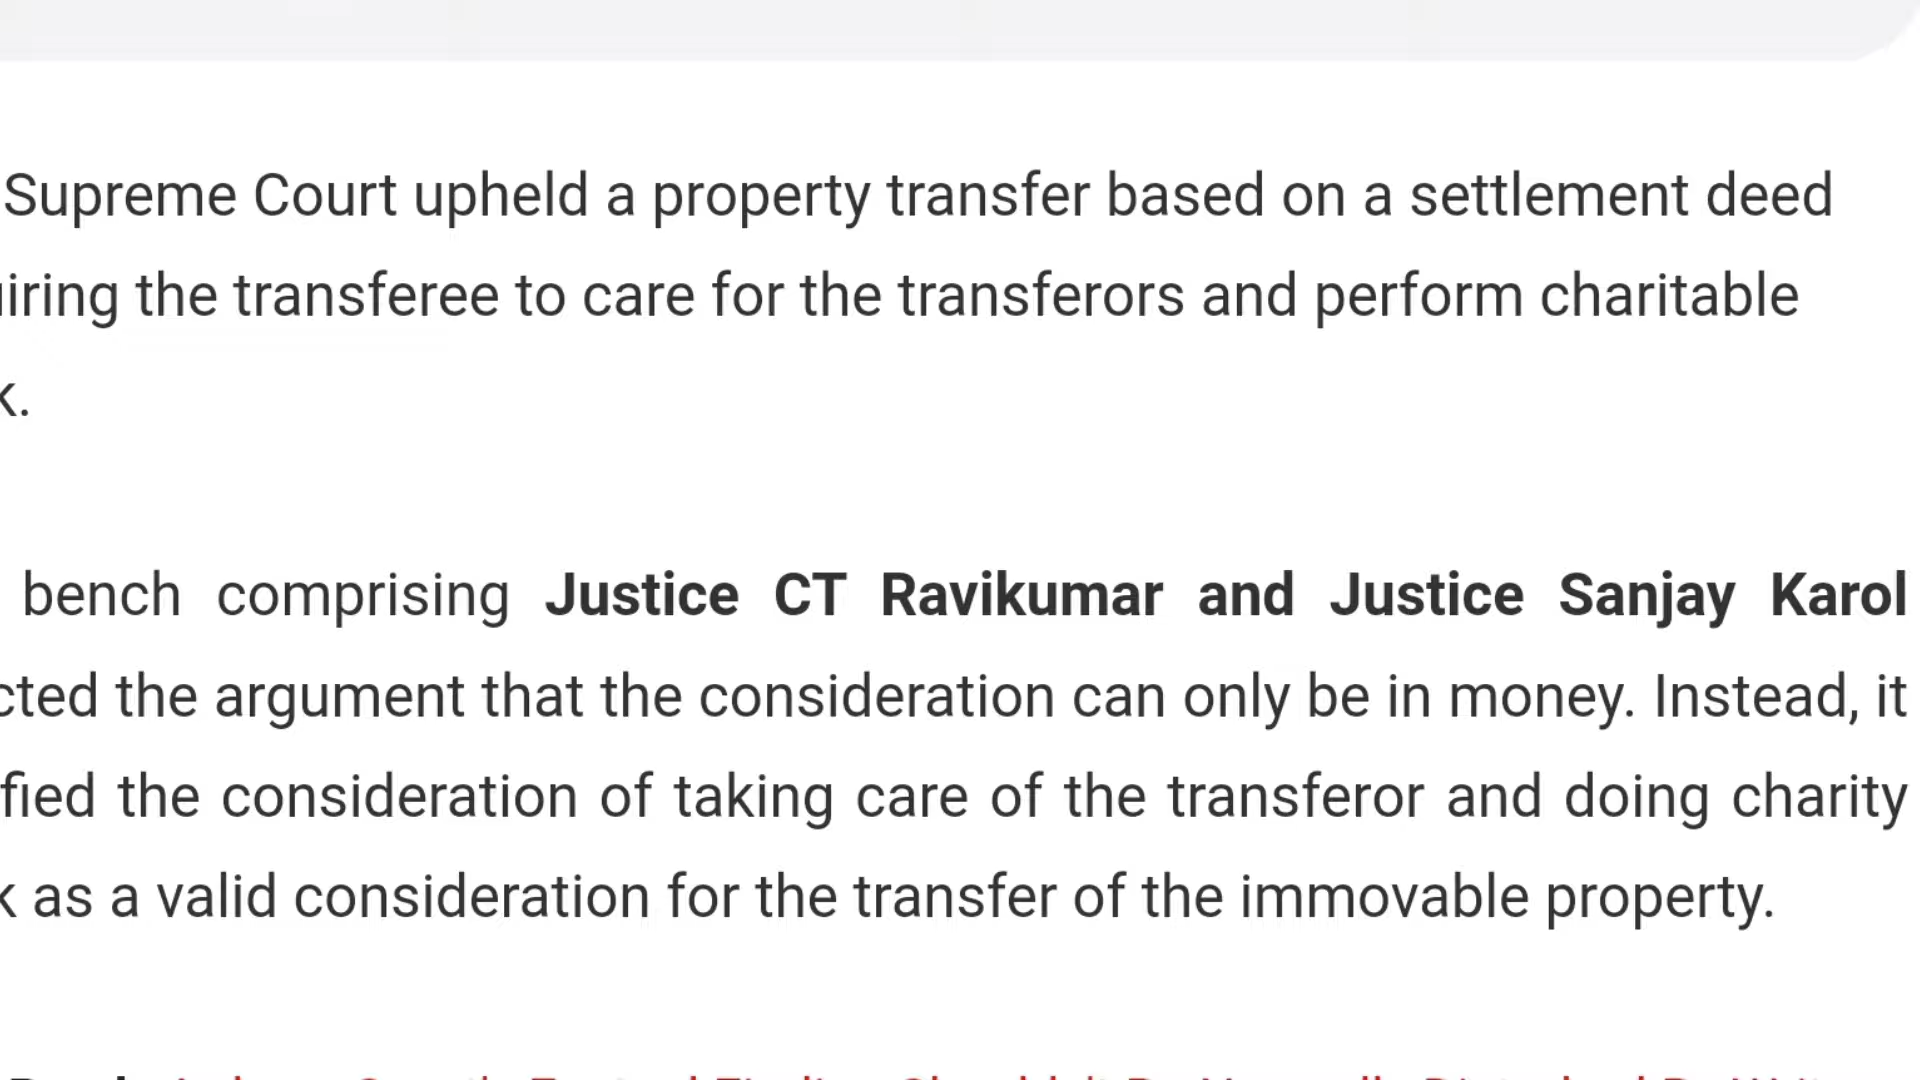 Supreme Court upheld a property transfer based on a settlement deed
the transferee to care for the transferors and perform charitable
bench comprising Justice CT Ravikumar and Justice Sanjay Karol
the argument that the consideration can only be in money. Instead, it
the consideration of taking care of the transferor and doing charity
as a valid consideration for the transfer of the immovable property.